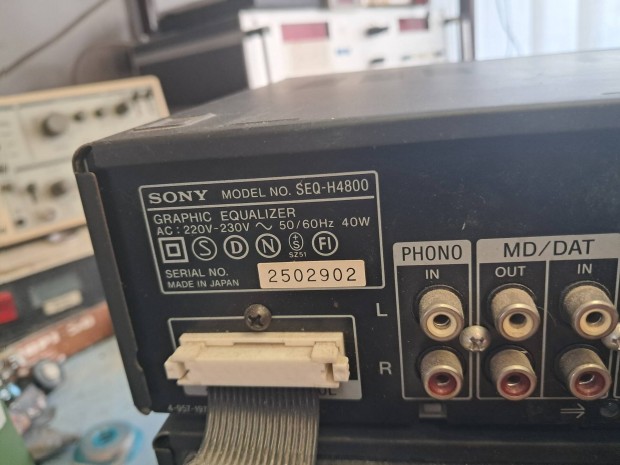 SONY MODEL NO. SEQ-H4800
GRAPHIC EQUALIZER
AC: 220V-230V ~ 50/60Hz 40W
S D N S FI
SZ51
SERIAL NO. 2502902
MADE IN JAPAN
PHONO
IN
MD/DAT
OUT IN
L
R